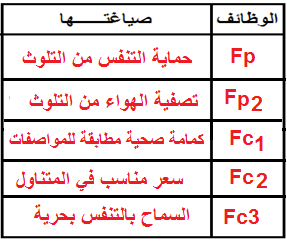 الوظائف صياغتـــــــها
Fp حماية التنفس من التلوث
Fp2 تصفية الهواء من التلوث
Fc1 كمامة صحية مطابقة للمواصفات
Fc2 سعر مناسب في المتناول
Fc3 السماح بالتنفس بحرية